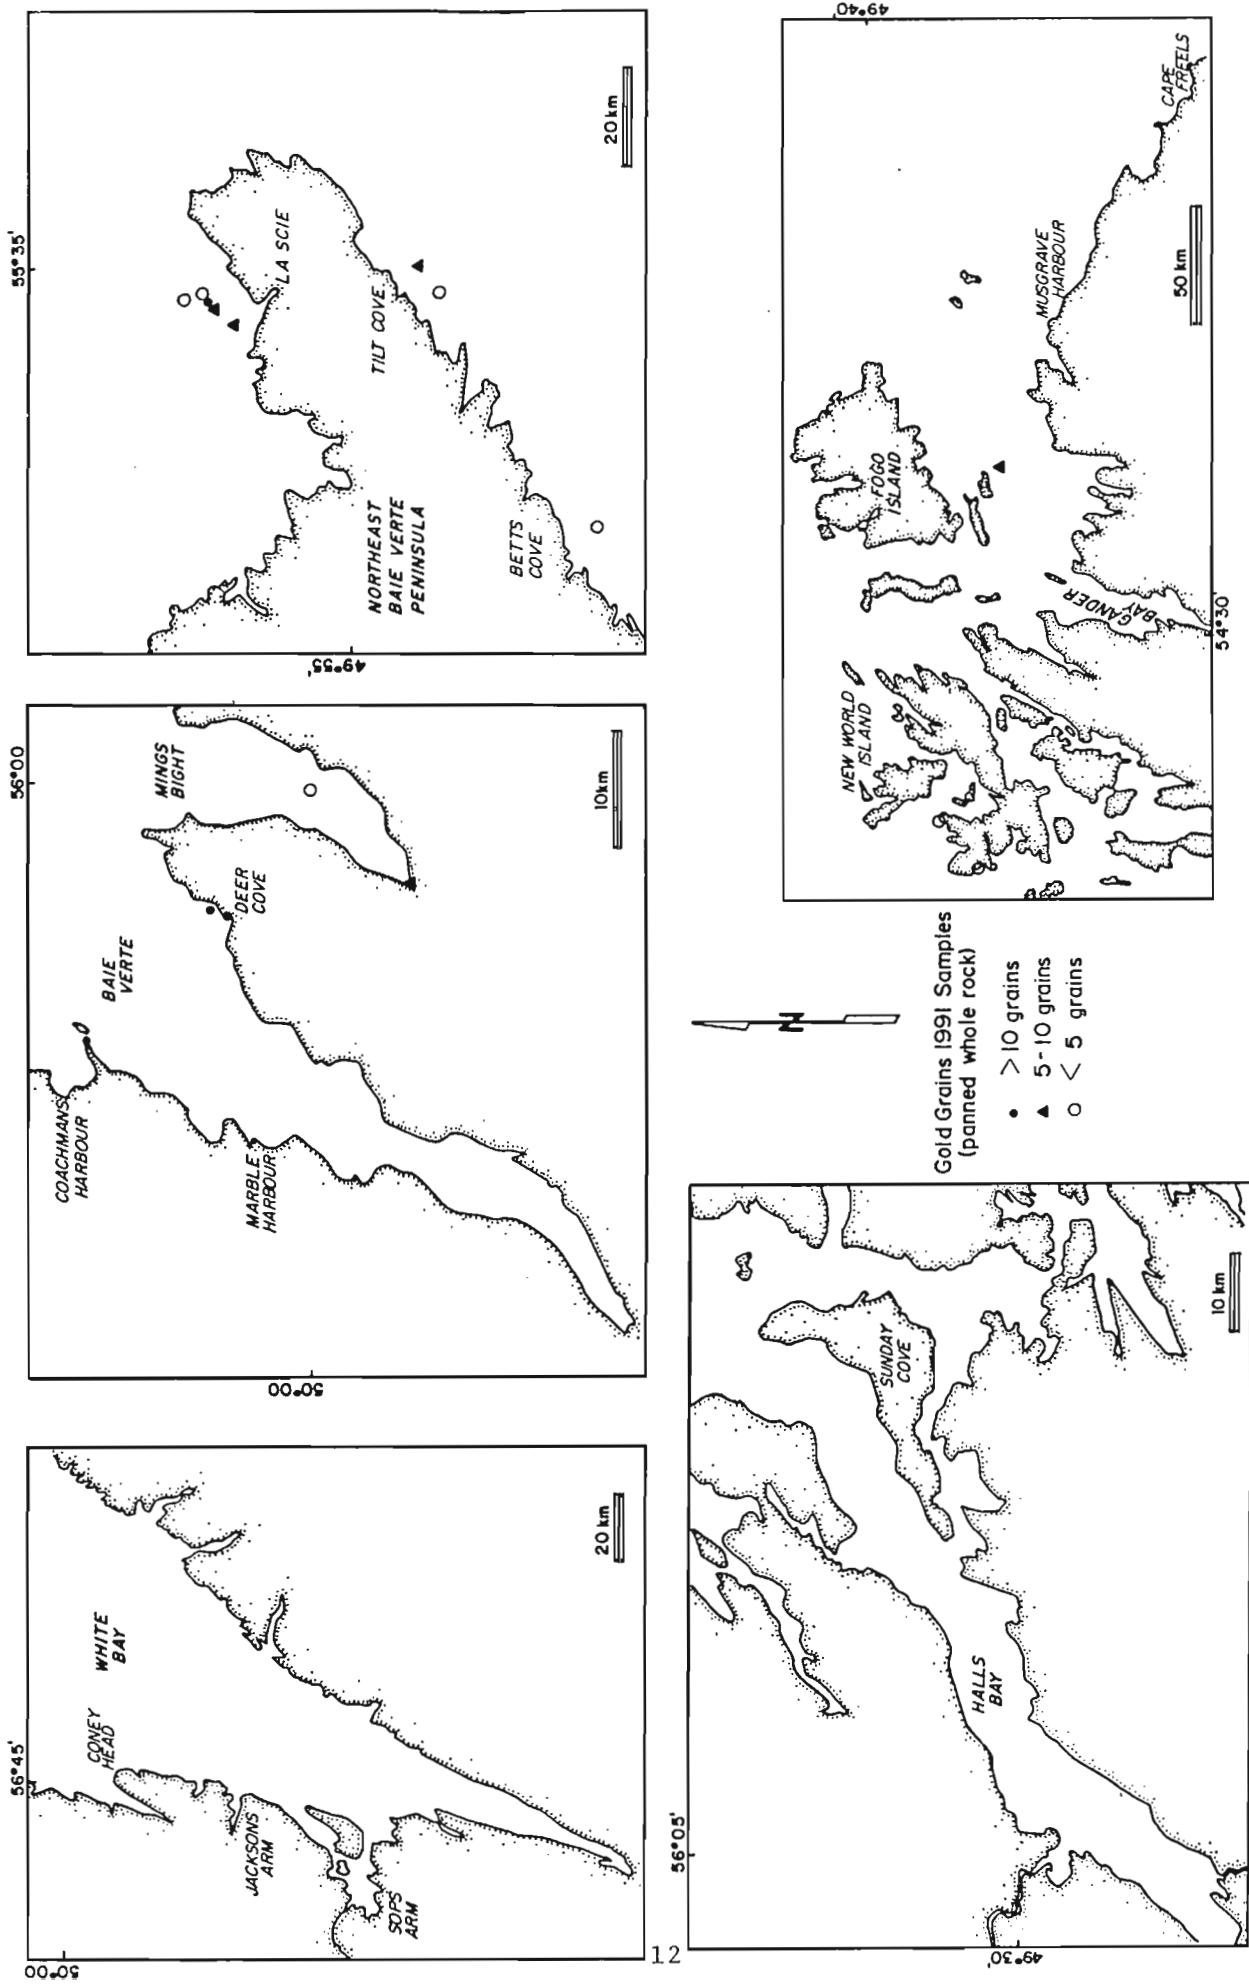 56°45'
50°00'
CONEY
HEAD
WHITE
BAY
JACKSONS
ARM
SOPS
ARM
20 km
56°00'
50°00'
COACHMANS
HARBOUR
BAIE
VERTE
MINGS
BIGHT
DEER
COVE
MARBLE
HARBOUR
10km
55°35'
49°55'
LA SCIE
TILT COVE
NORTHEAST
BAIE VERTE
PENINSULA
BETTS
COVE
20 km
56°05'
49°30'
SUNDAY
COVE
HALLS
BAY
10 km
Gold Grains 1991 Samples
(panned whole rock)
>10 grains
5-10 grains
<5 grains
N
49°40'
54°30'
NEW WORLD
ISLAND
FOGO
ISLAND
GANDER
BAY
MUSGRAVE
HARBOUR
CAPE
FREELS
50 km
12